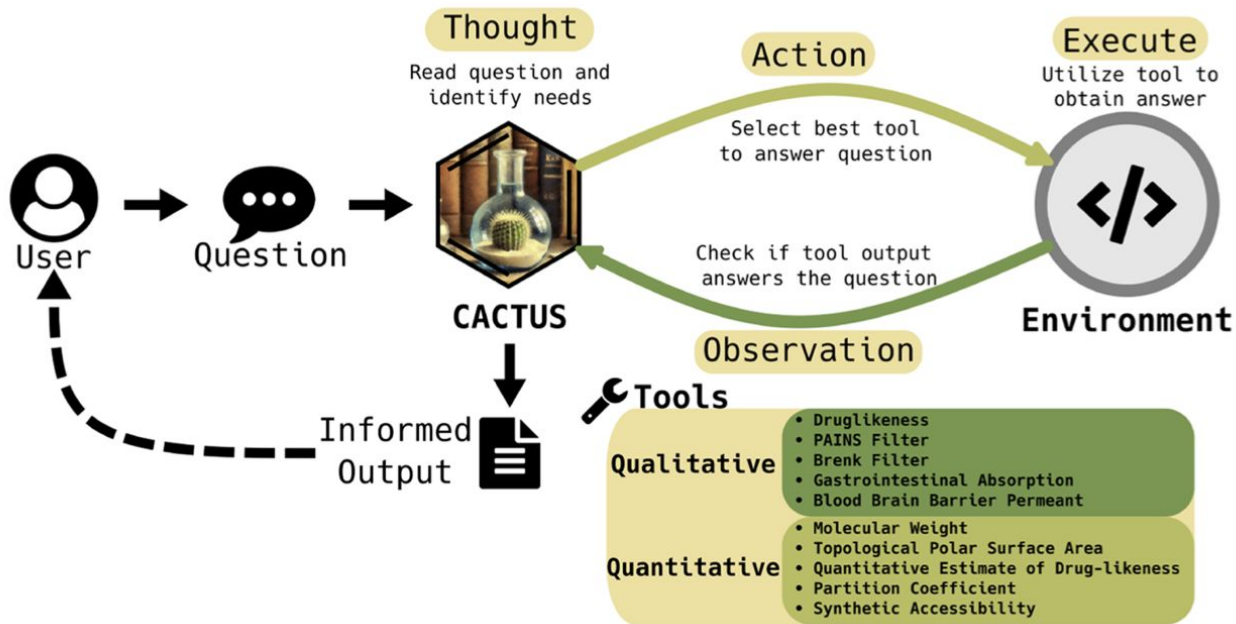 Thought
Read question and
identify needs
Action
Select best tool
to answer question
Execute
Utilize tool to
obtain answer
User
Question
CACTUS
Check if tool output
answers the question
Observation
Environment
Informed
Output
Tools
Qualitative
• Druglikeness
• PAINS Filter
• Brenk Filter
• Gastrointestinal Absorption
• Blood Brain Barrier Permeant
Quantitative
• Molecular Weight
• Topological Polar Surface Area
• Quantitative Estimate of Drug-likeness
• Partition Coefficient
• Synthetic Accessibility